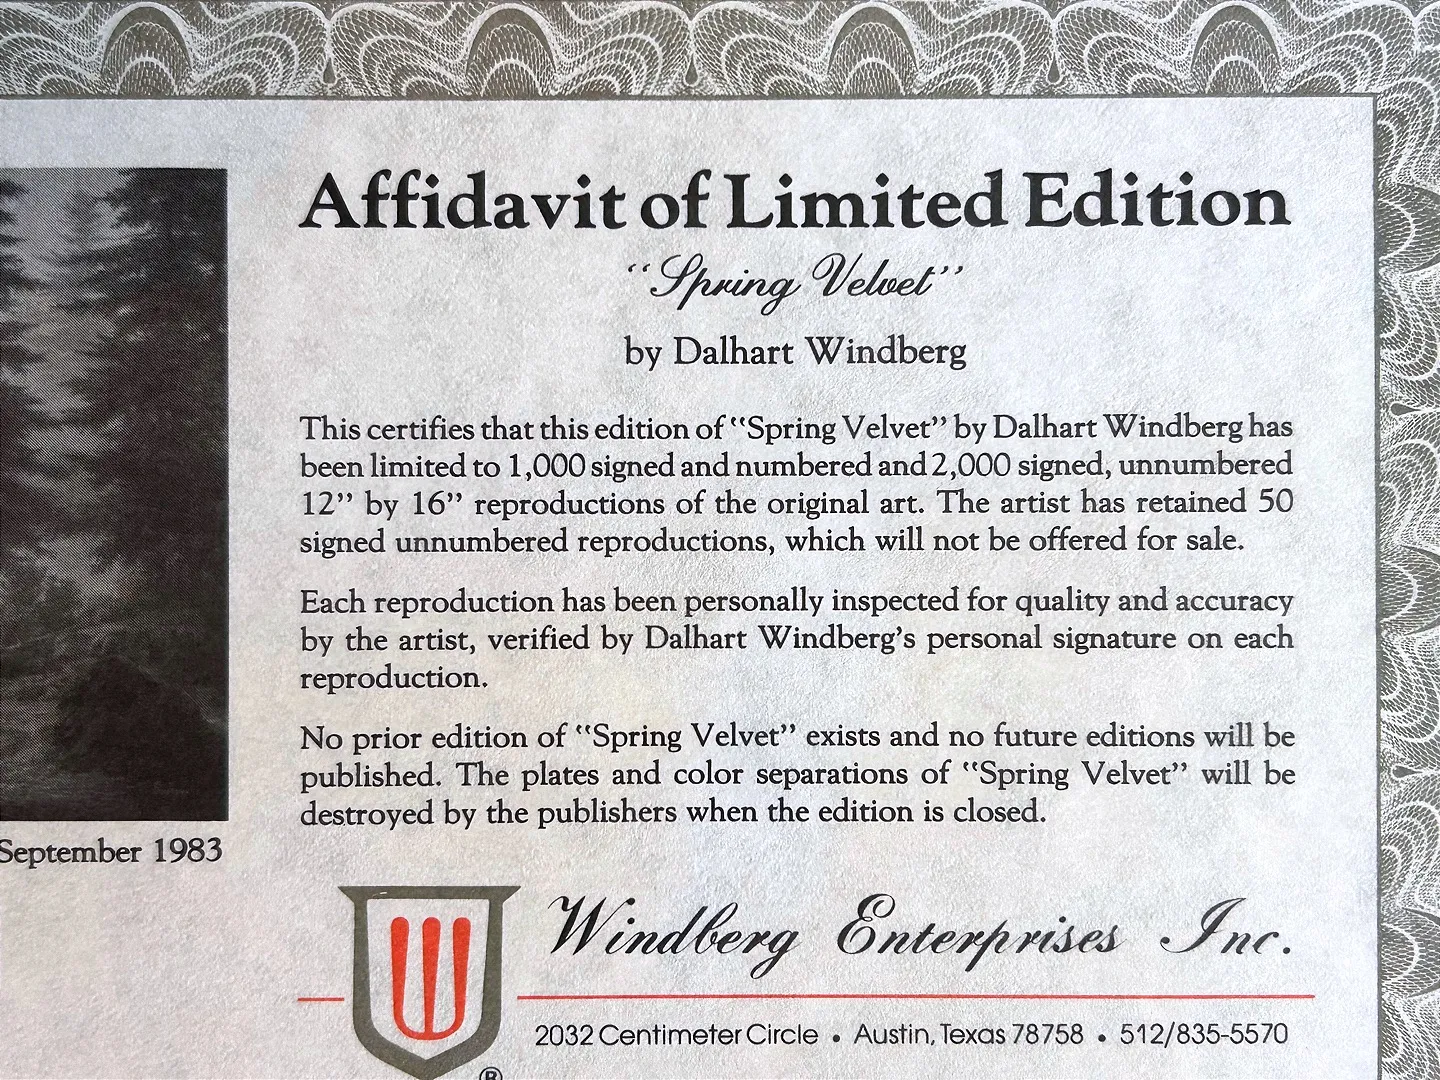 Affidavit of Limited Edition
“Spring Velvet”
by Dalhart Windberg
This certifies that this edition of “Spring Velvet” by Dalhart Windberg has
been limited to 1,000 signed and numbered and 2,000 signed, unnumbered
12” by 16” reproductions of the original art. The artist has retained 50
signed unnumbered reproductions, which will not be offered for sale.
Each reproduction has been personally inspected for quality and accuracy
by the artist, verified by Dalhart Windberg’s personal signature on each
reproduction.
No prior edition of “Spring Velvet” exists and no future editions will be
published. The plates and color separations of “Spring Velvet” will be
destroyed by the publishers when the edition is closed.
September 1983
Windberg Enterprises Inc.
2032 Centimeter Circle • Austin, Texas 78758 • 512/835-5570
®